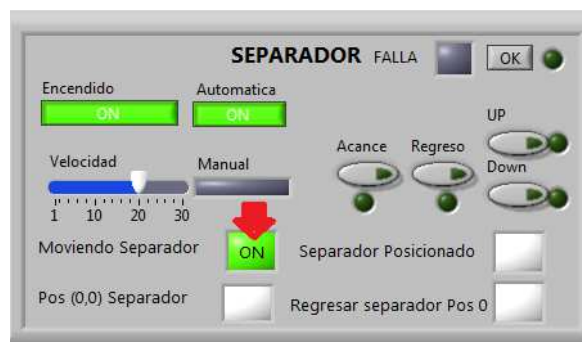 SEPARADOR FALLA OK
Encendido Automatica
ON ON
UP
Velocidad Manual Acance Regreso
Down
1 10 20 30
Moviendo Separador ON Separador Posicionado
Pos (0,0) Separador Regresar separador Pos 0